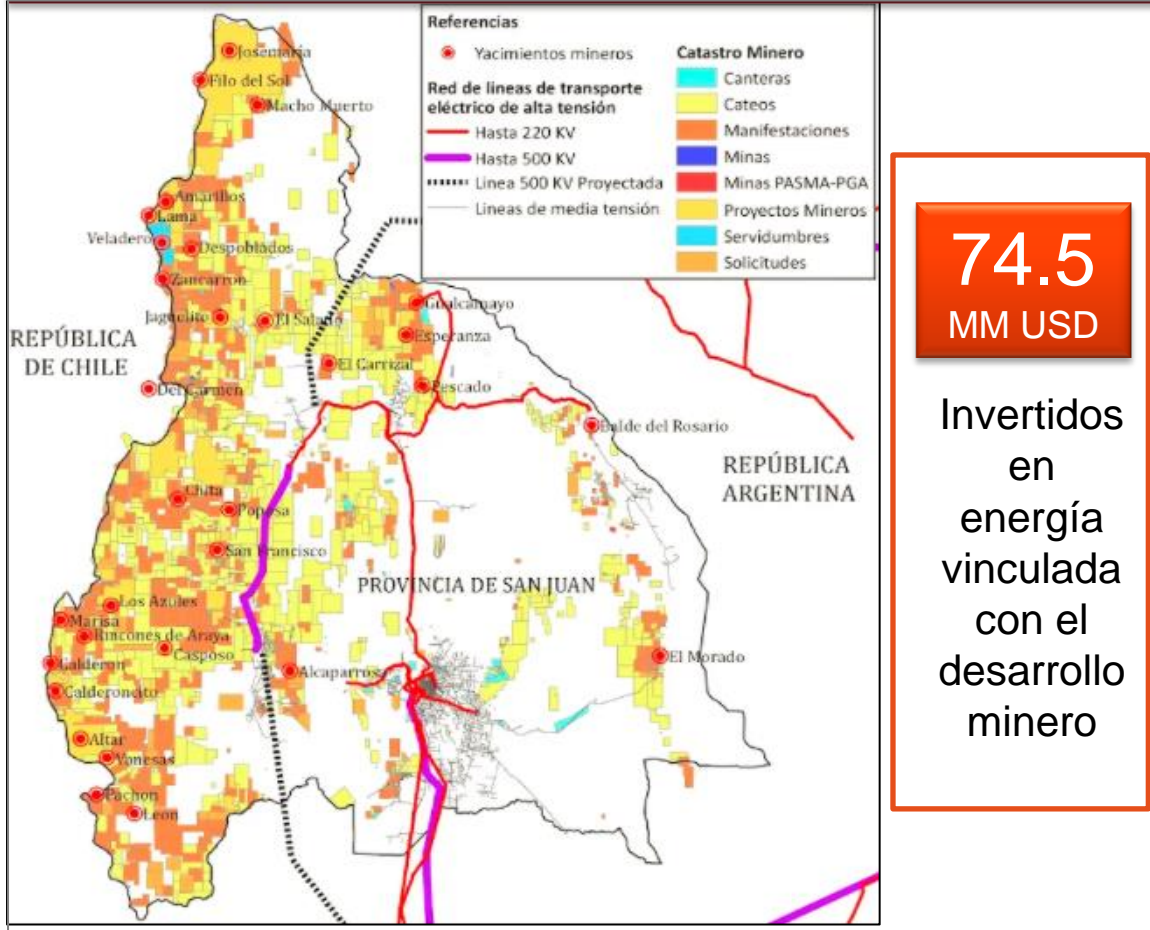 Referencias
Yacimientos mineros
Red de lineas de transporte
eléctrico de alta tensión
Hasta 220 KV
Hasta 500 KV
Linea 500 KV Proyectada
Lineas de media tensión
Catastro Minero
Canteras
Cateos
Manifestaciones
Minas
Minas PASMA-PGA
Proyectos Mineros
Servidumbres
Solicitudes
Josemaría
Filo del Sol
Macho Muerto
Amarillos
Lama
Veladero
Despoblados
Zancarron
Jaguelito
El Salado
Gualcamayo
Esperanza
REPÚBLICA
DE CHILE
El Carrizal
Del Carmen
Pescado
Balde del Rosario
REPÚBLICA
ARGENTINA
Chita
Poposa
San Francisco
PROVINCIA DE SAN JUAN
Los Azules
Marisa
Rincones de Araya
Casposo
Calderon
Alcaparrosa
El Morado
Calderoncito
Altar
Vonesas
Pachon
Leon
74.5
MM USD
Invertidos
en
energía
vinculada
con el
desarrollo
minero